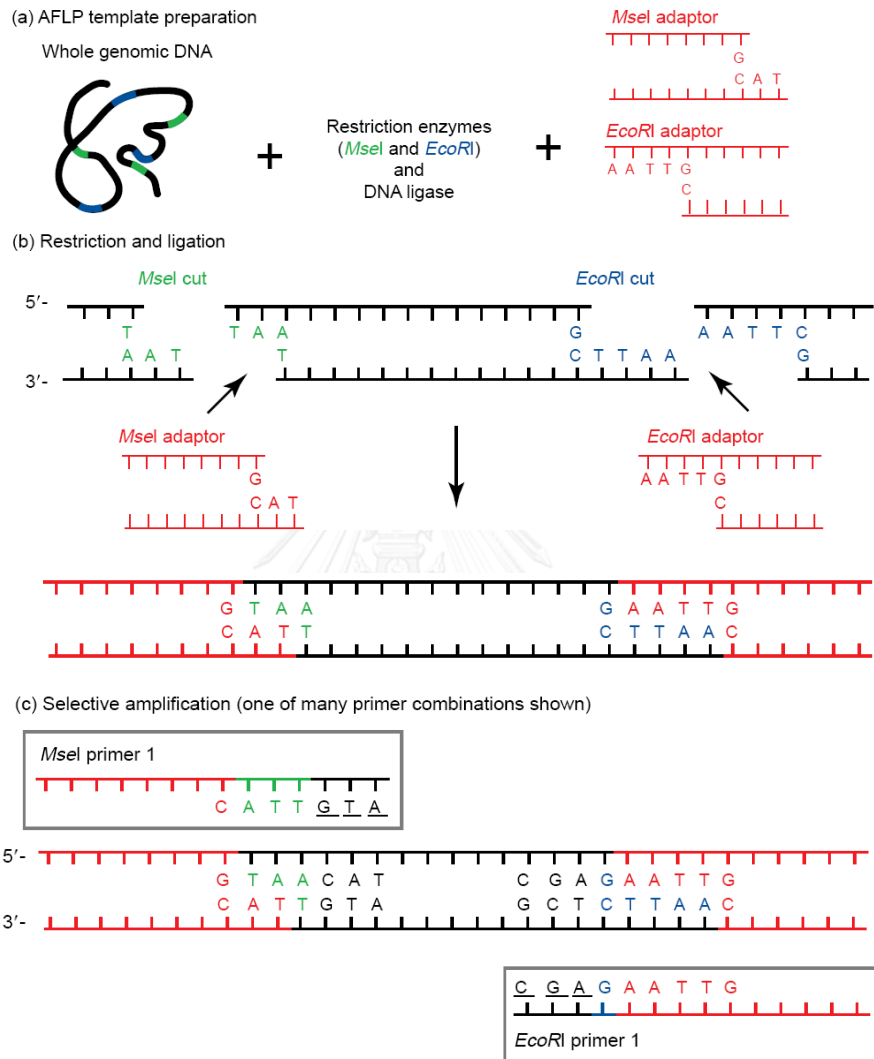 (a) AFLP template preparation
Whole genomic DNA
+
Restriction enzymes
(MseI and EcoRI)
and
DNA ligase
+
MseI adaptor
G
C A T
EcoRI adaptor
A A T T G
C
(b) Restriction and ligation
MseI cut
EcoRI cut
5′-
T
T A A
G
A A T T C
A A T
T
C T T A A
G
3′-
MseI adaptor
G
C A T
EcoRI adaptor
A A T T G
C
G T A A
G A A T T G
C A T T
C T T A A C
(c) Selective amplification (one of many primer combinations shown)
MseI primer 1
C A T T G T A
5′-
G T A A C A T
C G A G A A T T G
C A T T G T A
G C T C T T A A C
3′-
C G A G A A T T G
EcoRI primer 1